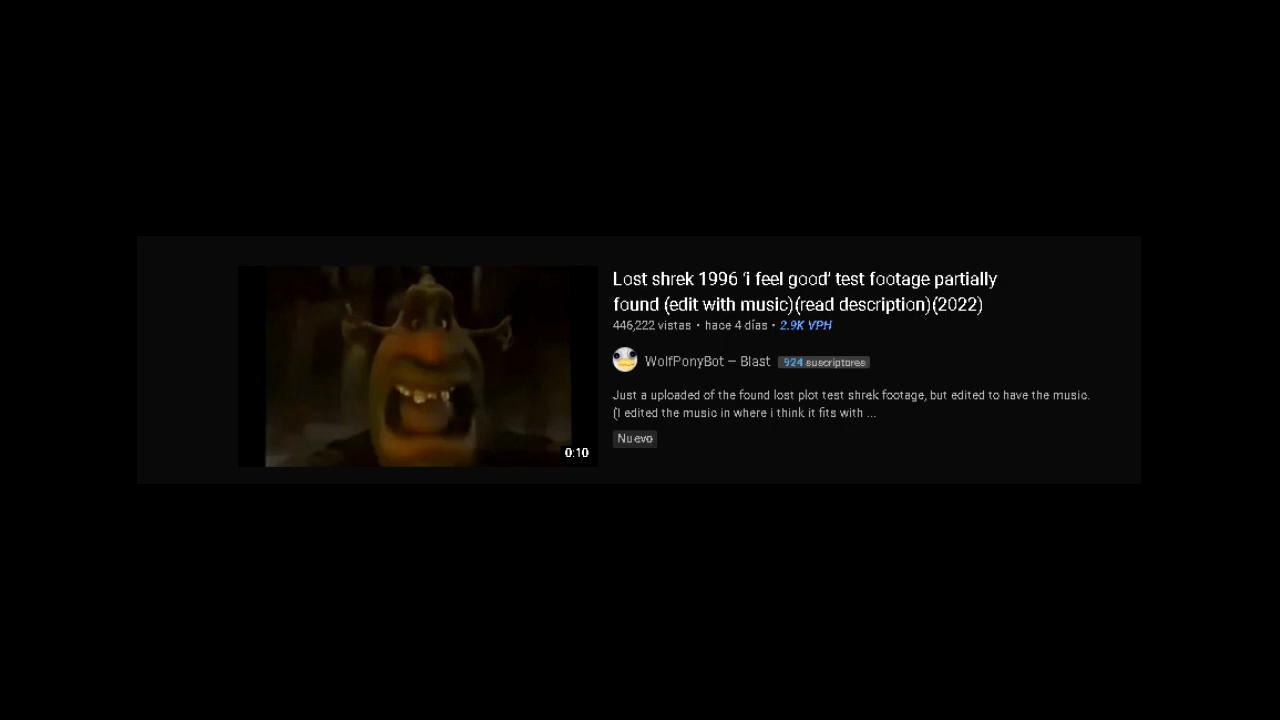 Lost shrek 1996 'i feel good' test footage partially
found (edit with music)(read description)(2022)
446,222 vistas • hace 4 días • 2.9K VPH
WolfPonyBot – Blast 924 suscriptores
Just a uploaded of the found lost plot test shrek footage, but edited to have the music.
(I edited the music in where i think it fits with ...
0:10
Nuevo